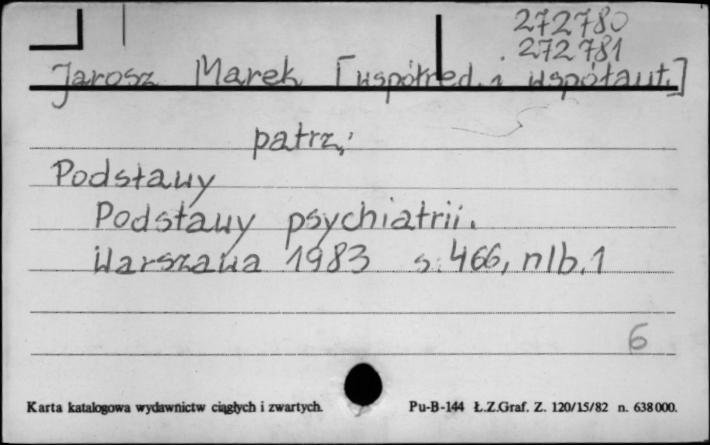 272780
272781
Jarosz Marek [współred. i współaut.]
patrz:
Podstawy
Podstawy psychiatrii.
Warszawa 1983 s. 466, nlb. 1
6
Karta katalogowa wydawnictw ciągłych i zwartych. Pu-B-144 Ł.Z.Graf. Z. 120/15/82 n. 638000.